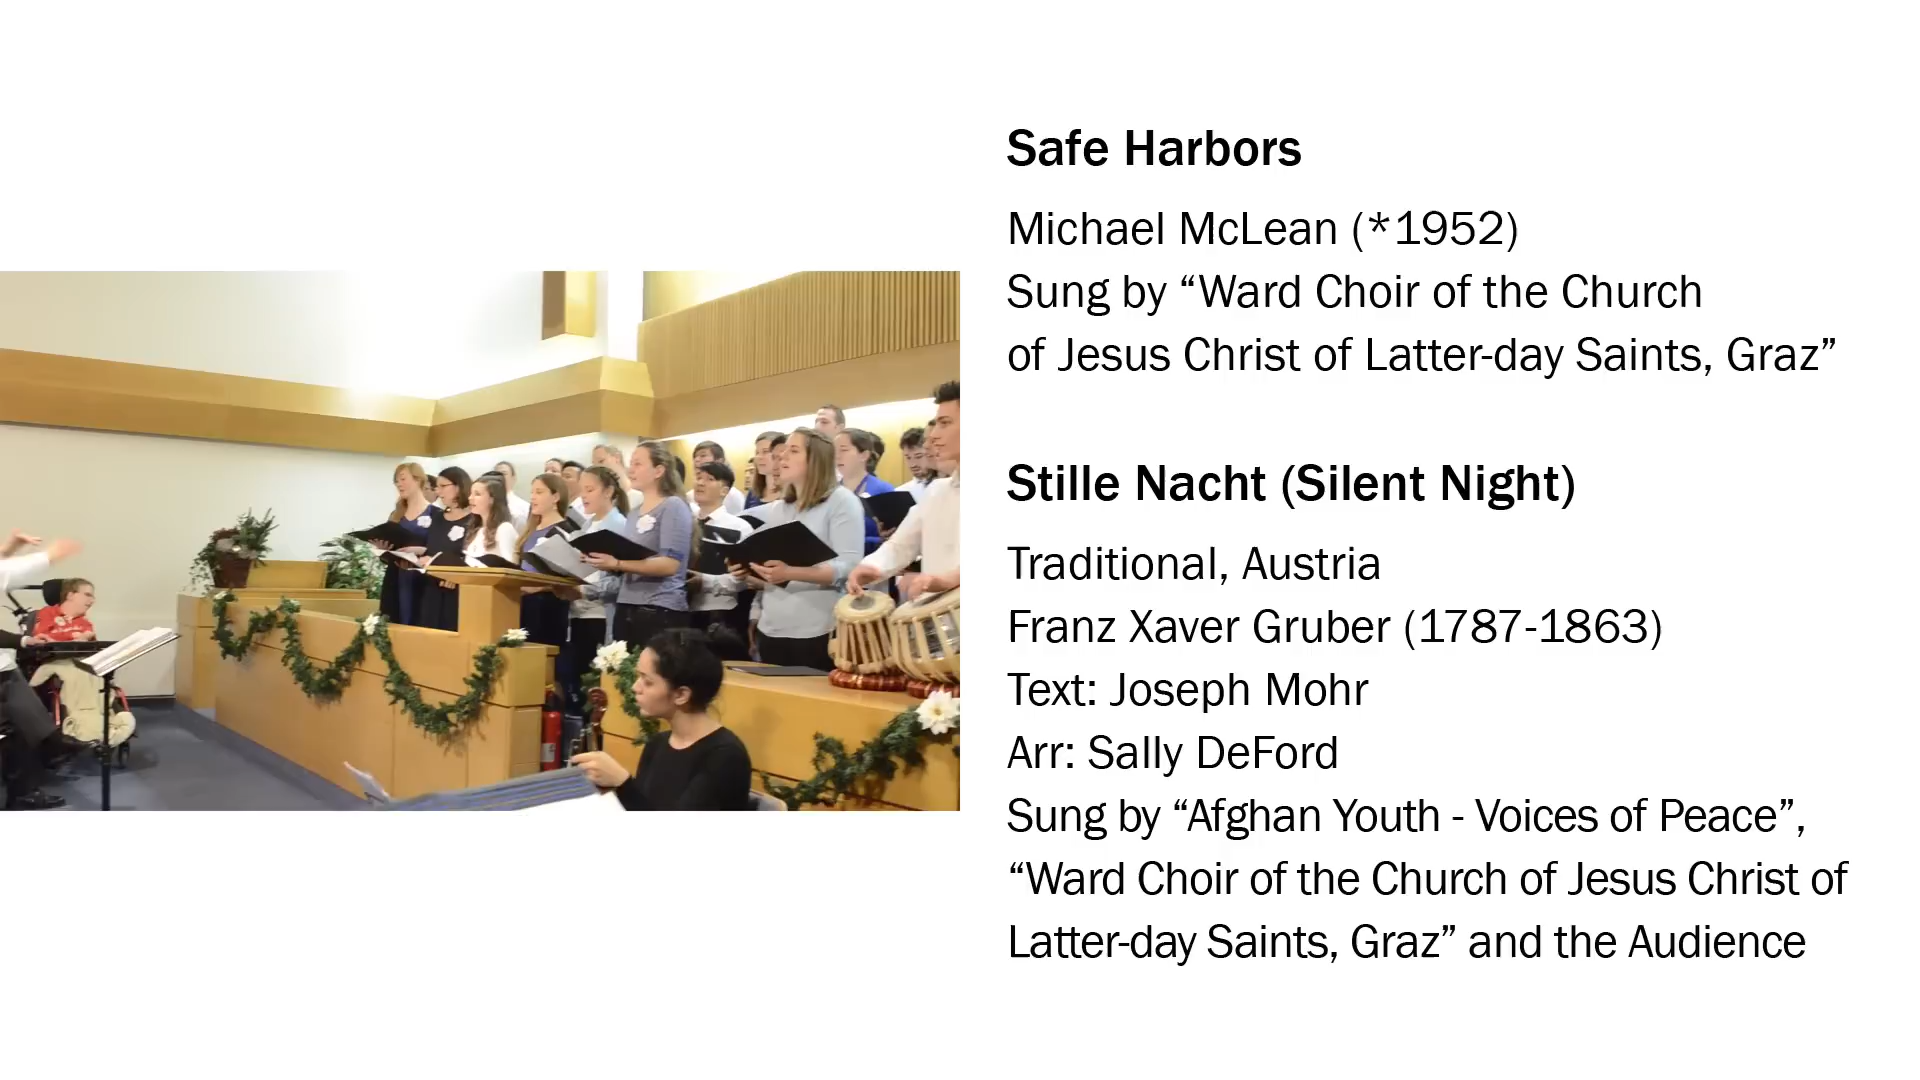 Safe Harbors
Michael McLean (*1952)
Sung by “Ward Choir of the Church
of Jesus Christ of Latter-day Saints, Graz”
Stille Nacht (Silent Night)
Traditional, Austria
Franz Xaver Gruber (1787-1863)
Text: Joseph Mohr
Arr: Sally DeFord
Sung by “Afghan Youth - Voices of Peace”,
“Ward Choir of the Church of Jesus Christ of
Latter-day Saints, Graz” and the Audience